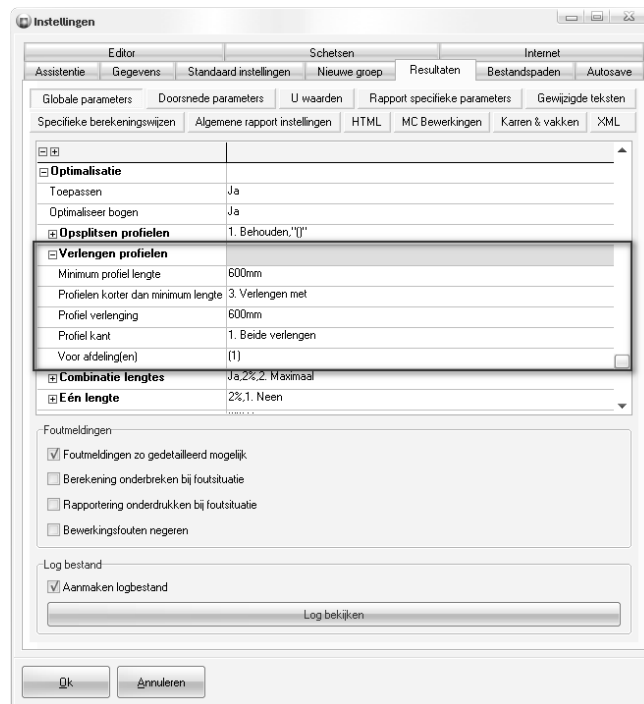 Instellingen
Editor Schetsen Internet
Assistentie Gegevens Standaard instellingen Nieuwe groep Resultaten Bestandspaden Autosave
Globale parameters Doorsnede parameters U waarden Rapport specifieke parameters Gewijzigde teksten
Specifieke berekeningswijzen Algemene rapport instellingen HTML MC Bewerkingen Karren & vakken XML
Optimalisatie
Toepassen Ja
Optimaliseer bogen Ja
Opsplitsen profielen 1. Behouden,"()"
Verlengen profielen
Minimum profiel lengte 600mm
Profielen korter dan minimum lengte 3. Verlengen met
Profiel verlenging 600mm
Profiel kant 1. Beide verlengen
Voor afdeling(en) (1)
Combinatie lengtes Ja,2%,2. Maximaal
Eén lengte 2%,1. Neen
Foutmeldingen
Foutmeldingen zo gedetailleerd mogelijk
Berekening onderbreken bij foutsituatie
Rapportering onderdrukken bij foutsituatie
Bewerkingsfouten negeren
Log bestand
Aanmaken logbestand
Log bekijken
Ok Annuleren